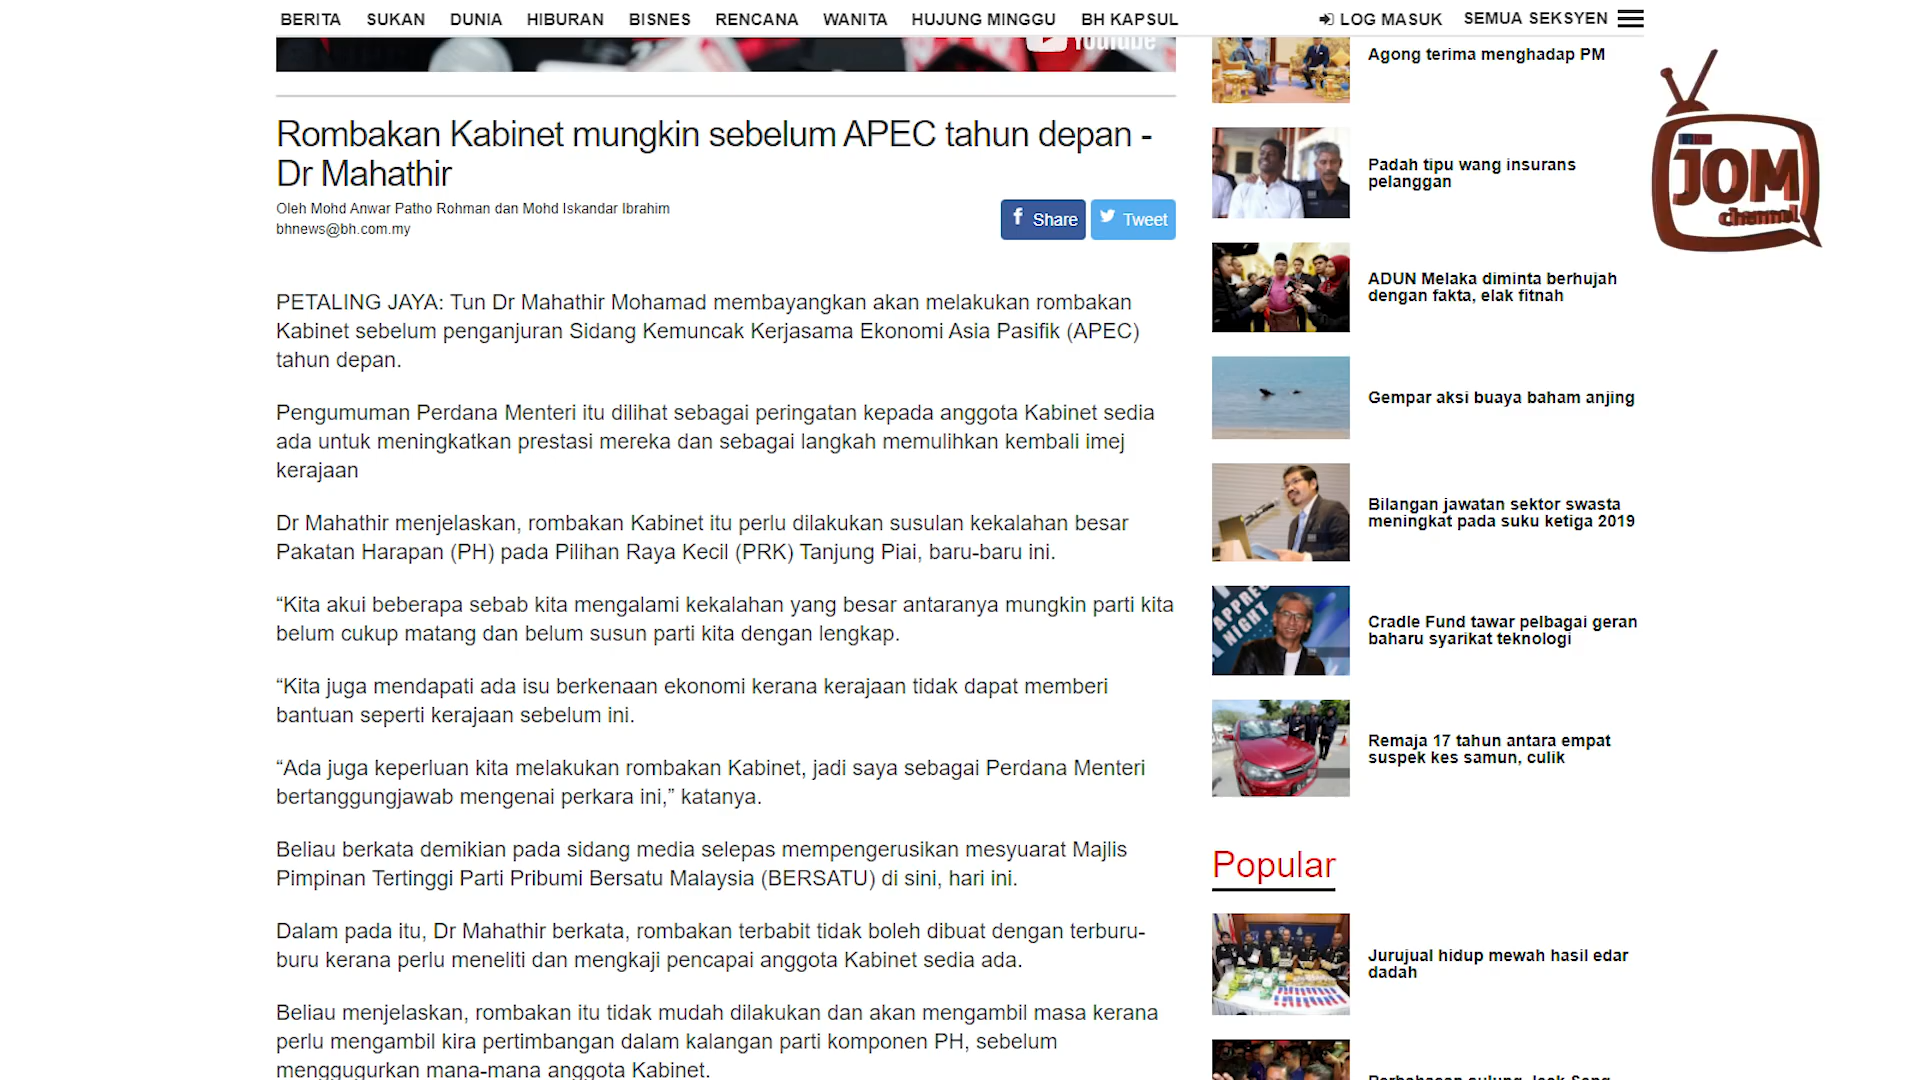 BERITA SUKAN DUNIA HIBURAN BISNES RENCANA WANITA HUJUNG MINGGU BH KAPSUL LOG MASUK SEMUA SEKSYEN
YouTube
Rombakan Kabinet mungkin sebelum APEC tahun depan -
Dr Mahathir
Oleh Mohd Anwar Patho Rohman dan Mohd Iskandar Ibrahim
bhnews@bh.com.my
Share Tweet
PETALING JAYA: Tun Dr Mahathir Mohamad membayangkan akan melakukan rombakan
Kabinet sebelum penganjuran Sidang Kemuncak Kerjasama Ekonomi Asia Pasifik (APEC)
tahun depan.
Pengumuman Perdana Menteri itu dilihat sebagai peringatan kepada anggota Kabinet sedia
ada untuk meningkatkan prestasi mereka dan sebagai langkah memulihkan kembali imej
kerajaan
Dr Mahathir menjelaskan, rombakan Kabinet itu perlu dilakukan susulan kekalahan besar
Pakatan Harapan (PH) pada Pilihan Raya Kecil (PRK) Tanjung Piai, baru-baru ini.
“Kita akui beberapa sebab kita mengalami kekalahan yang besar antaranya mungkin parti kita
belum cukup matang dan belum susun parti kita dengan lengkap.
“Kita juga mendapati ada isu berkenaan ekonomi kerana kerajaan tidak dapat memberi
bantuan seperti kerajaan sebelum ini.
“Ada juga keperluan kita melakukan rombakan Kabinet, jadi saya sebagai Perdana Menteri
bertanggungjawab mengenai perkara ini,” katanya.
Beliau berkata demikian pada sidang media selepas mempengerusikan mesyuarat Majlis
Pimpinan Tertinggi Parti Pribumi Bersatu Malaysia (BERSATU) di sini, hari ini.
Dalam pada itu, Dr Mahathir berkata, rombakan terbabit tidak boleh dibuat dengan terburu-
buru kerana perlu meneliti dan mengkaji pencapai anggota Kabinet sedia ada.
Beliau menjelaskan, rombakan itu tidak mudah dilakukan dan akan mengambil masa kerana
perlu mengambil kira pertimbangan dalam kalangan parti komponen PH, sebelum
menggugurkan mana-mana anggota Kabinet.
Agong terima menghadap PM
Padah tipu wang insurans
pelanggan
ADUN Melaka diminta berhujah
dengan fakta, elak fitnah
Gempar aksi buaya baham anjing
Bilangan jawatan sektor swasta
meningkat pada suku ketiga 2019
APPREC
NIGHT
Cradle Fund tawar pelbagai geran
baharu syarikat teknologi
Remaja 17 tahun antara empat
suspek kes samun, culik
Popular
Jurujual hidup mewah hasil edar
dadah
JOM
channel